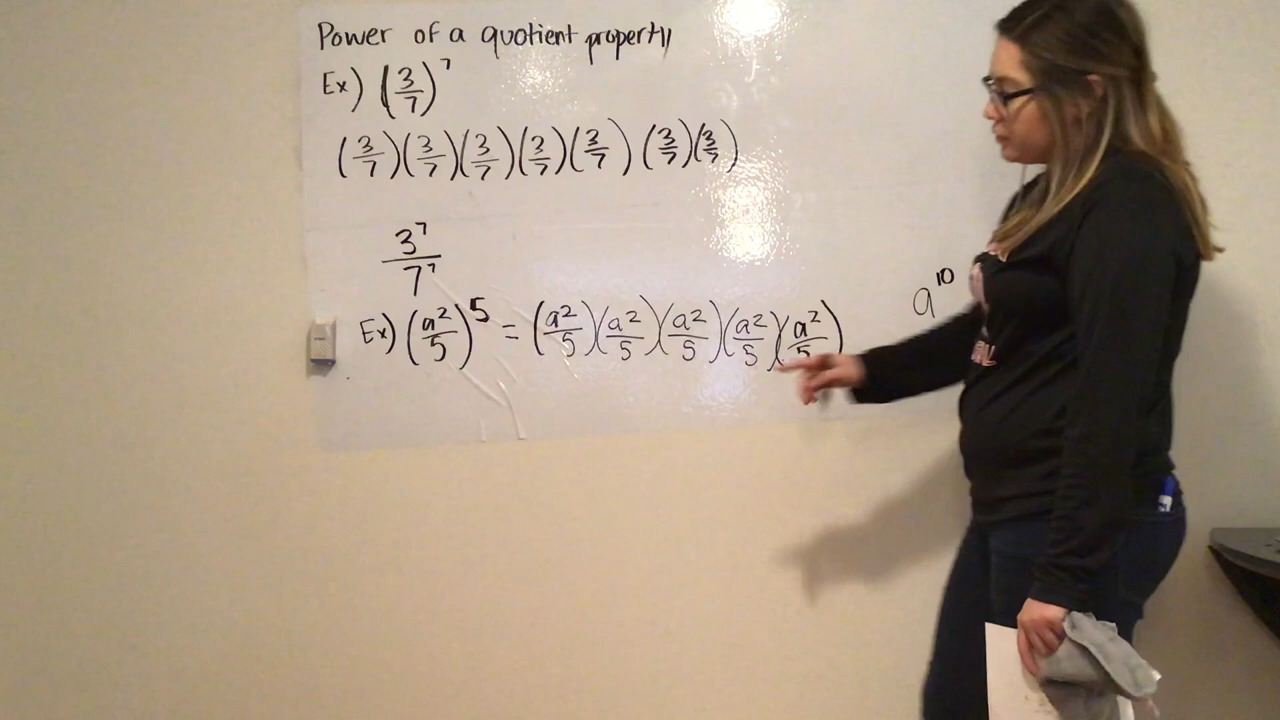 Power of a quotient property
Ex) (3/7)^7
(3/7)(3/7)(3/7)(3/7)(3/7)(3/7)(3/7)
3^7/7^7
Ex) (a^2/5)^5 = (a^2/5)(a^2/5)(a^2/5)(a^2/5)(a^2/5) a^10